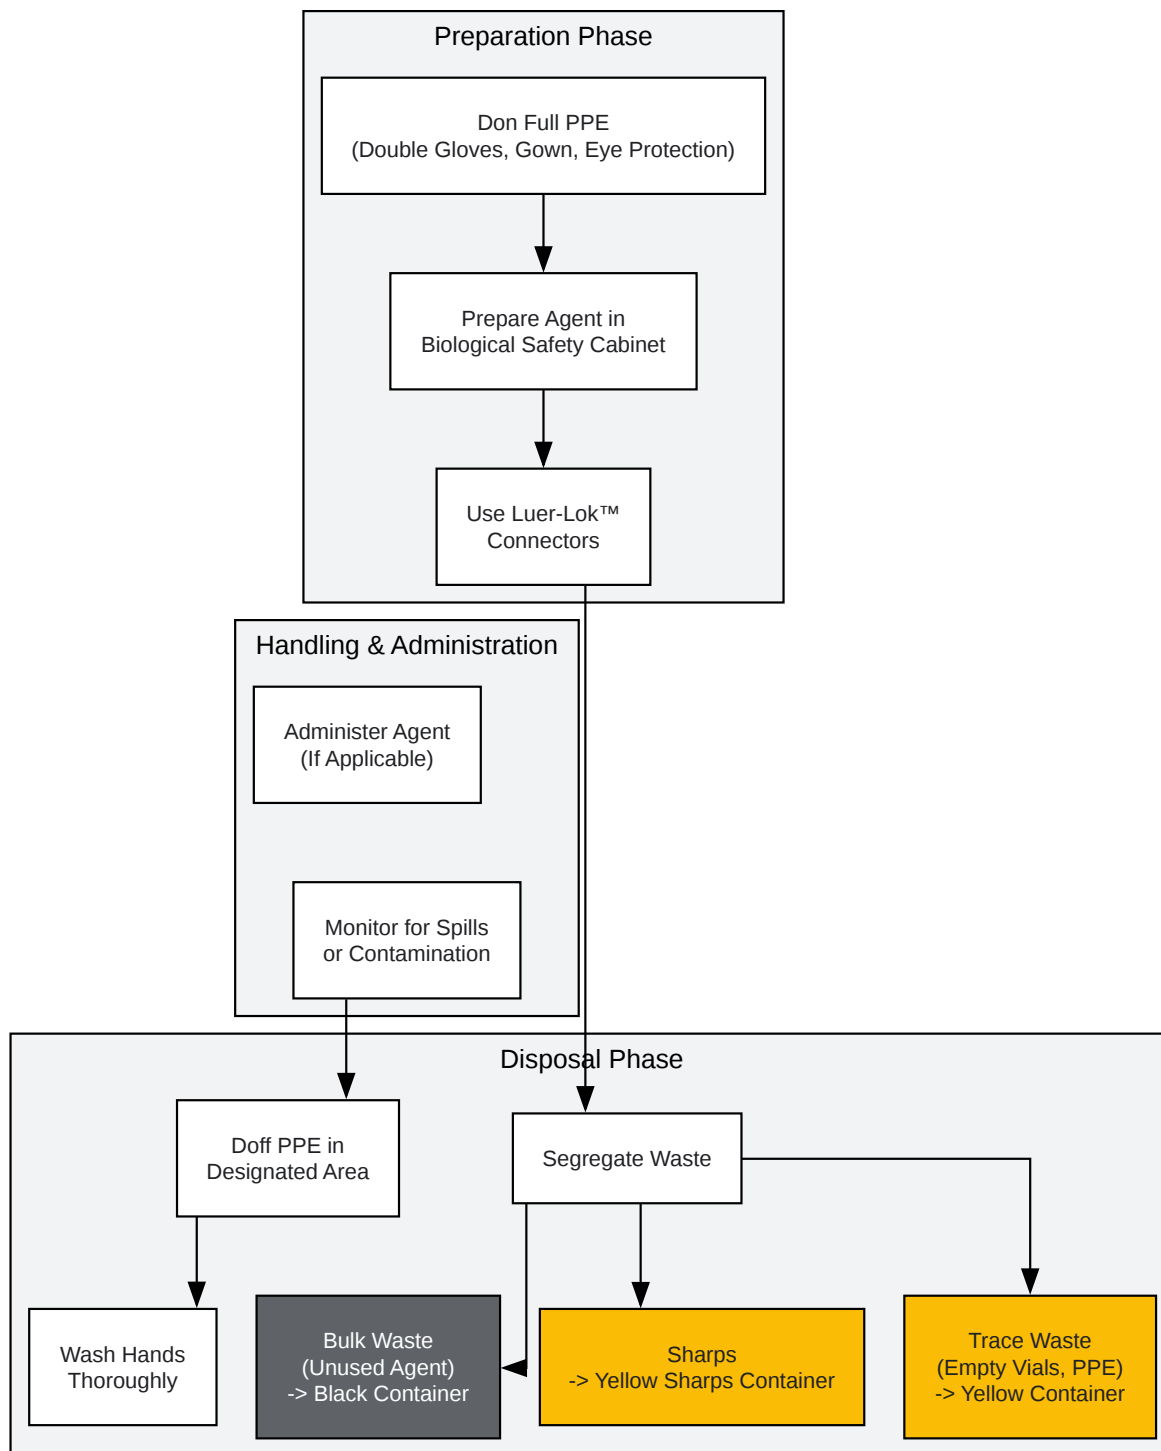 Preparation Phase
Don Full PPE
(Double Gloves, Gown, Eye Protection)
Prepare Agent in
Biological Safety Cabinet
Use Luer-Lok™
Connectors
Handling & Administration
Administer Agent
(If Applicable)
Monitor for Spills
or Contamination
Disposal Phase
Doff PPE in
Designated Area
Segregate Waste
Wash Hands
Thoroughly
Bulk Waste
(Unused Agent)
-> Black Container
Sharps
-> Yellow Sharps Container
Trace Waste
(Empty Vials, PPE)
-> Yellow Container